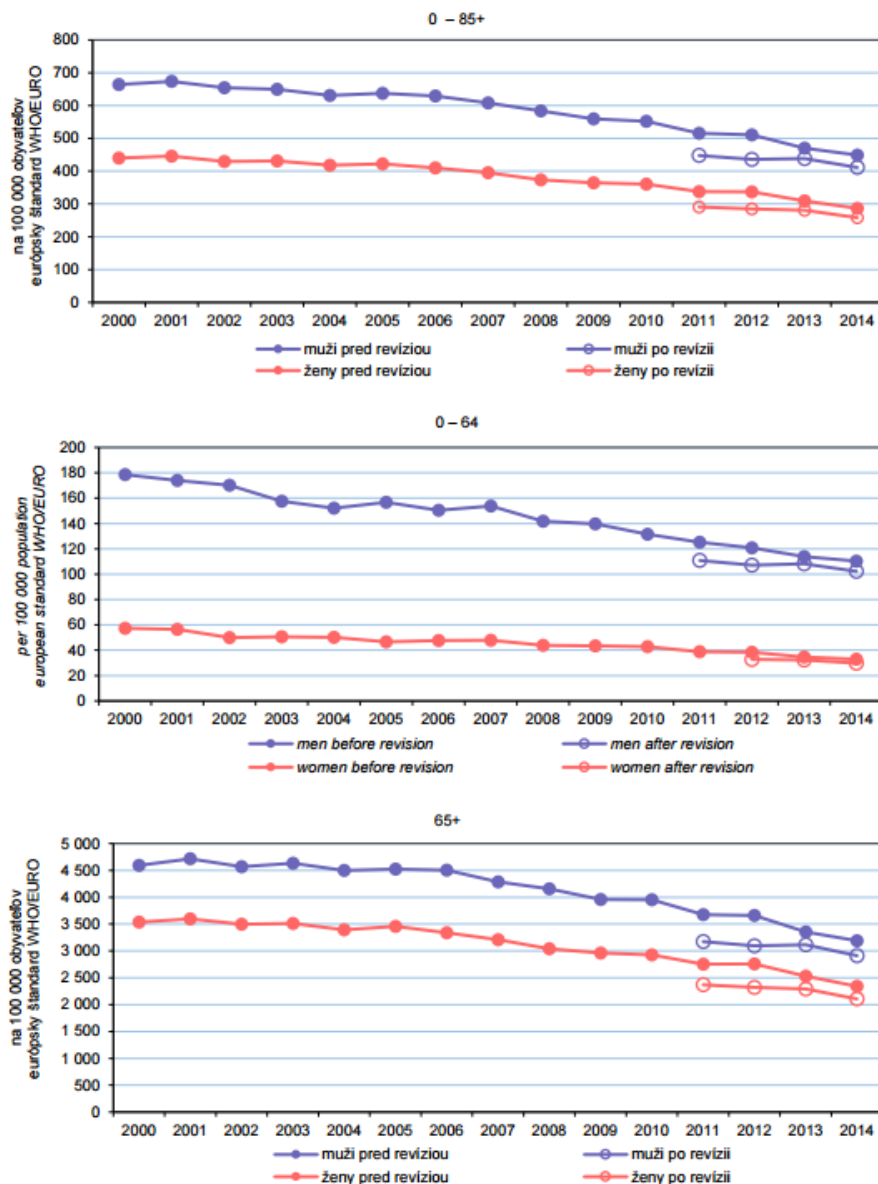 0 – 85+
800
700
600
500
400
300
200
100
0
na 100 000 obyvateľov
európsky štandard WHO/EURO
2000 2001 2002 2003 2004 2005 2006 2007 2008 2009 2010 2011 2012 2013 2014
muži pred revíziou muži po revízii
ženy pred revíziou ženy po revízii
0 – 64
200
180
160
140
120
100
80
60
40
20
0
per 100 000 population
european standard WHO/EURO
2000 2001 2002 2003 2004 2005 2006 2007 2008 2009 2010 2011 2012 2013 2014
men before revision men after revision
women before revision women after revision
65+
5 000
4 500
4 000
3 500
3 000
2 500
2 000
1 500
1 000
500
0
na 100 000 obyvateľov
európsky štandard WHO/EURO
2000 2001 2002 2003 2004 2005 2006 2007 2008 2009 2010 2011 2012 2013 2014
muži pred revíziou muži po revízii
ženy pred revíziou ženy po revízii